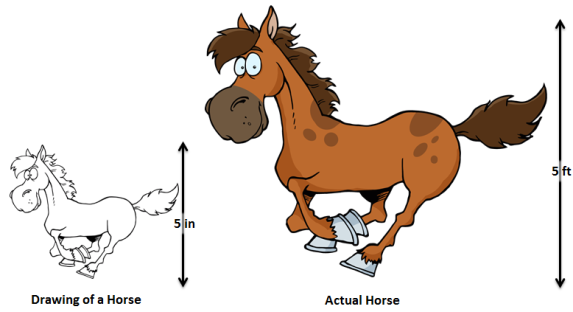 5 in
5 ft
Drawing of a Horse
Actual Horse